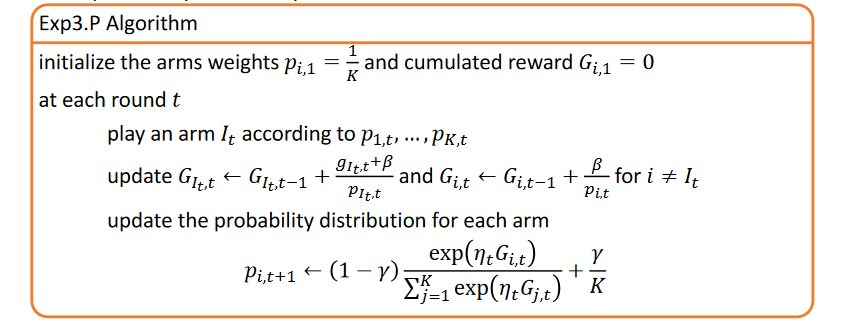 Exp3.P Algorithm
initialize the arms weights $p_{i,1} = \frac{1}{K}$ and cumulated reward $G_{i,1} = 0$
at each round $t$
play an arm $I_t$ according to $p_{1,t}, \ldots, p_{K,t}$
update $G_{I_t,t} \leftarrow G_{I_t,t-1} + \frac{g_{I_t,t}+\beta}{p_{I_t,t}}$ and $G_{i,t} \leftarrow G_{i,t-1} + \frac{\beta}{p_{i,t}}$ for $i \neq I_t$
update the probability distribution for each arm
$p_{i,t+1} \leftarrow (1-\gamma) \frac{\exp(\eta_t G_{i,t})}{\sum_{j=1}^{K} \exp(\eta_t G_{j,t})} + \frac{\gamma}{K}$